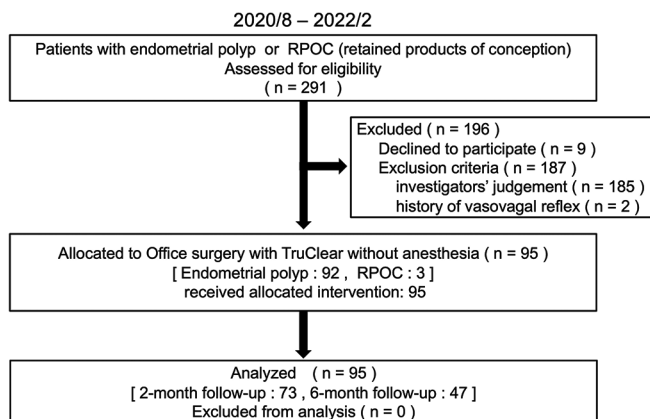 2020/8 – 2022/2
Patients with endometrial polyp or RPOC (retained products of conception)
Assessed for eligibility
( n = 291 )
Excluded ( n = 196 )
Declined to participate ( n = 9 )
Exclusion criteria ( n = 187 )
investigators' judgement ( n = 185 )
history of vasovagal reflex ( n = 2 )
Allocated to Office surgery with TruClear without anesthesia ( n = 95 )
[ Endometrial polyp : 92 , RPOC : 3 ]
received allocated intervention: 95
Analyzed ( n = 95 )
[ 2-month follow-up : 73 , 6-month follow-up : 47 ]
Excluded from analysis ( n = 0 )